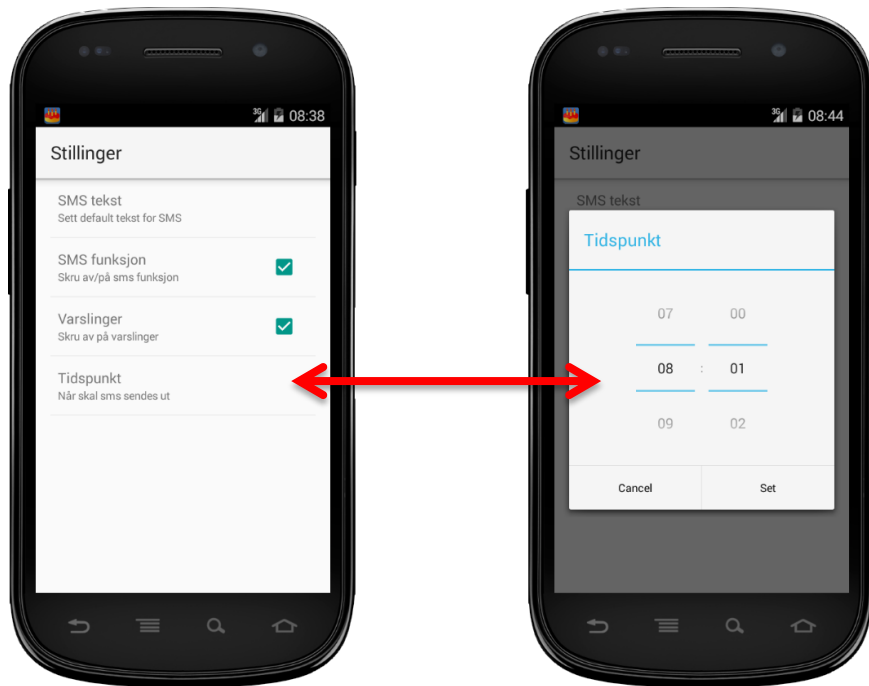 3G 08:38
Stillinger
SMS tekst
Sett default tekst for SMS
SMS funksjon
Skru av/på sms funksjon
Varslinger
Skru av på varslinger
Tidspunkt
Når skal sms sendes ut
3G 08:44
Stillinger
SMS tekst
Tidspunkt
07 00
08 : 01
09 02
Cancel Set